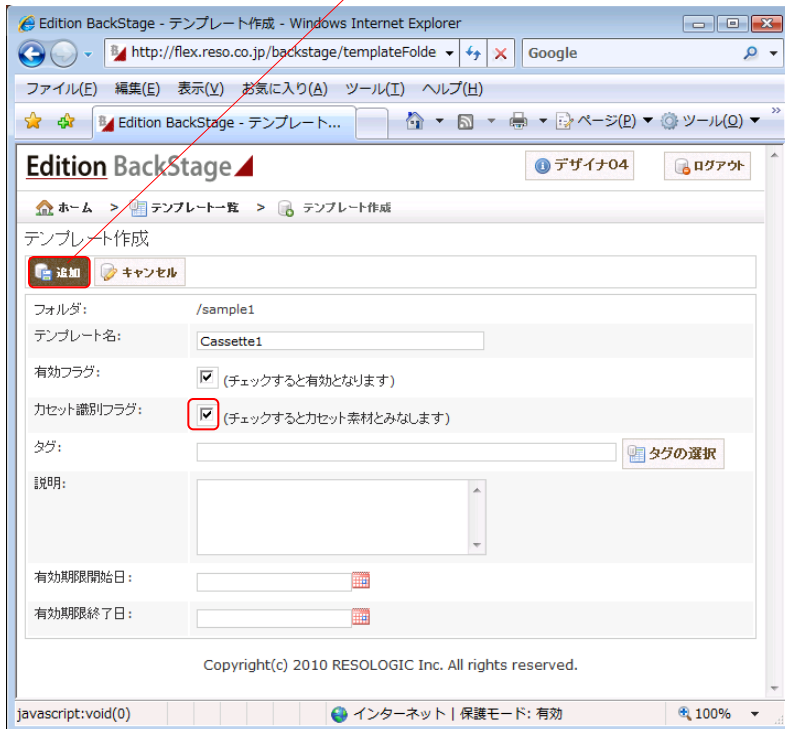 Edition BackStage - テンプレート作成 - Windows Internet Explorer
http://flex.reso.co.jp/backstage/templateFolde
Google
ファイル(F) 編集(E) 表示(V) お気に入り(A) ツール(T) ヘルプ(H)
Edition BackStage - テンプレート...
ページ(P) ツール(O)
Edition BackStage
デザイナ04
ログアウト
ホーム > テンプレート一覧 > テンプレート作成
テンプレート作成
追加
キャンセル
フォルダ: /sample1
テンプレート名: Cassette1
有効フラグ: (チェックすると有効となります)
カセット識別フラグ: (チェックするとカセット素材とみなします)
タグ: タグの選択
説明:
有効期限開始日:
有効期限終了日:
Copyright(c) 2010 RESOLOGIC Inc. All rights reserved.
javascript:void(0)
インターネット | 保護モード: 有効
100%